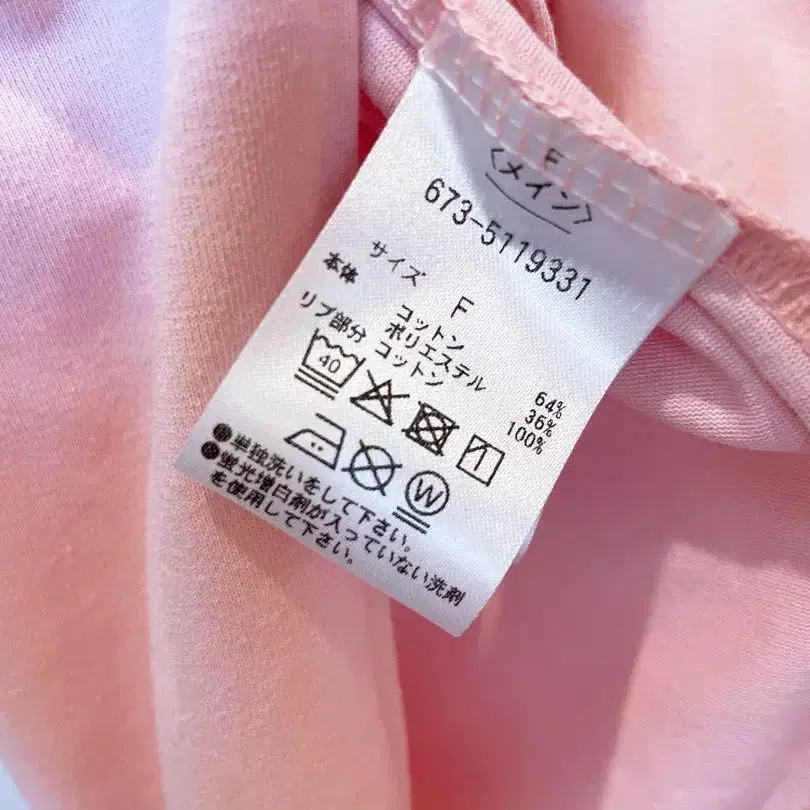 F
〈メイン〉
673-5119331
サイズ F
本体 コットン 64%
ポリエステル 36%
リブ部分 コットン 100%
40
W
●単独洗いをして下さい。
●蛍光増白剤が入っていない洗剤
を使用して下さい。